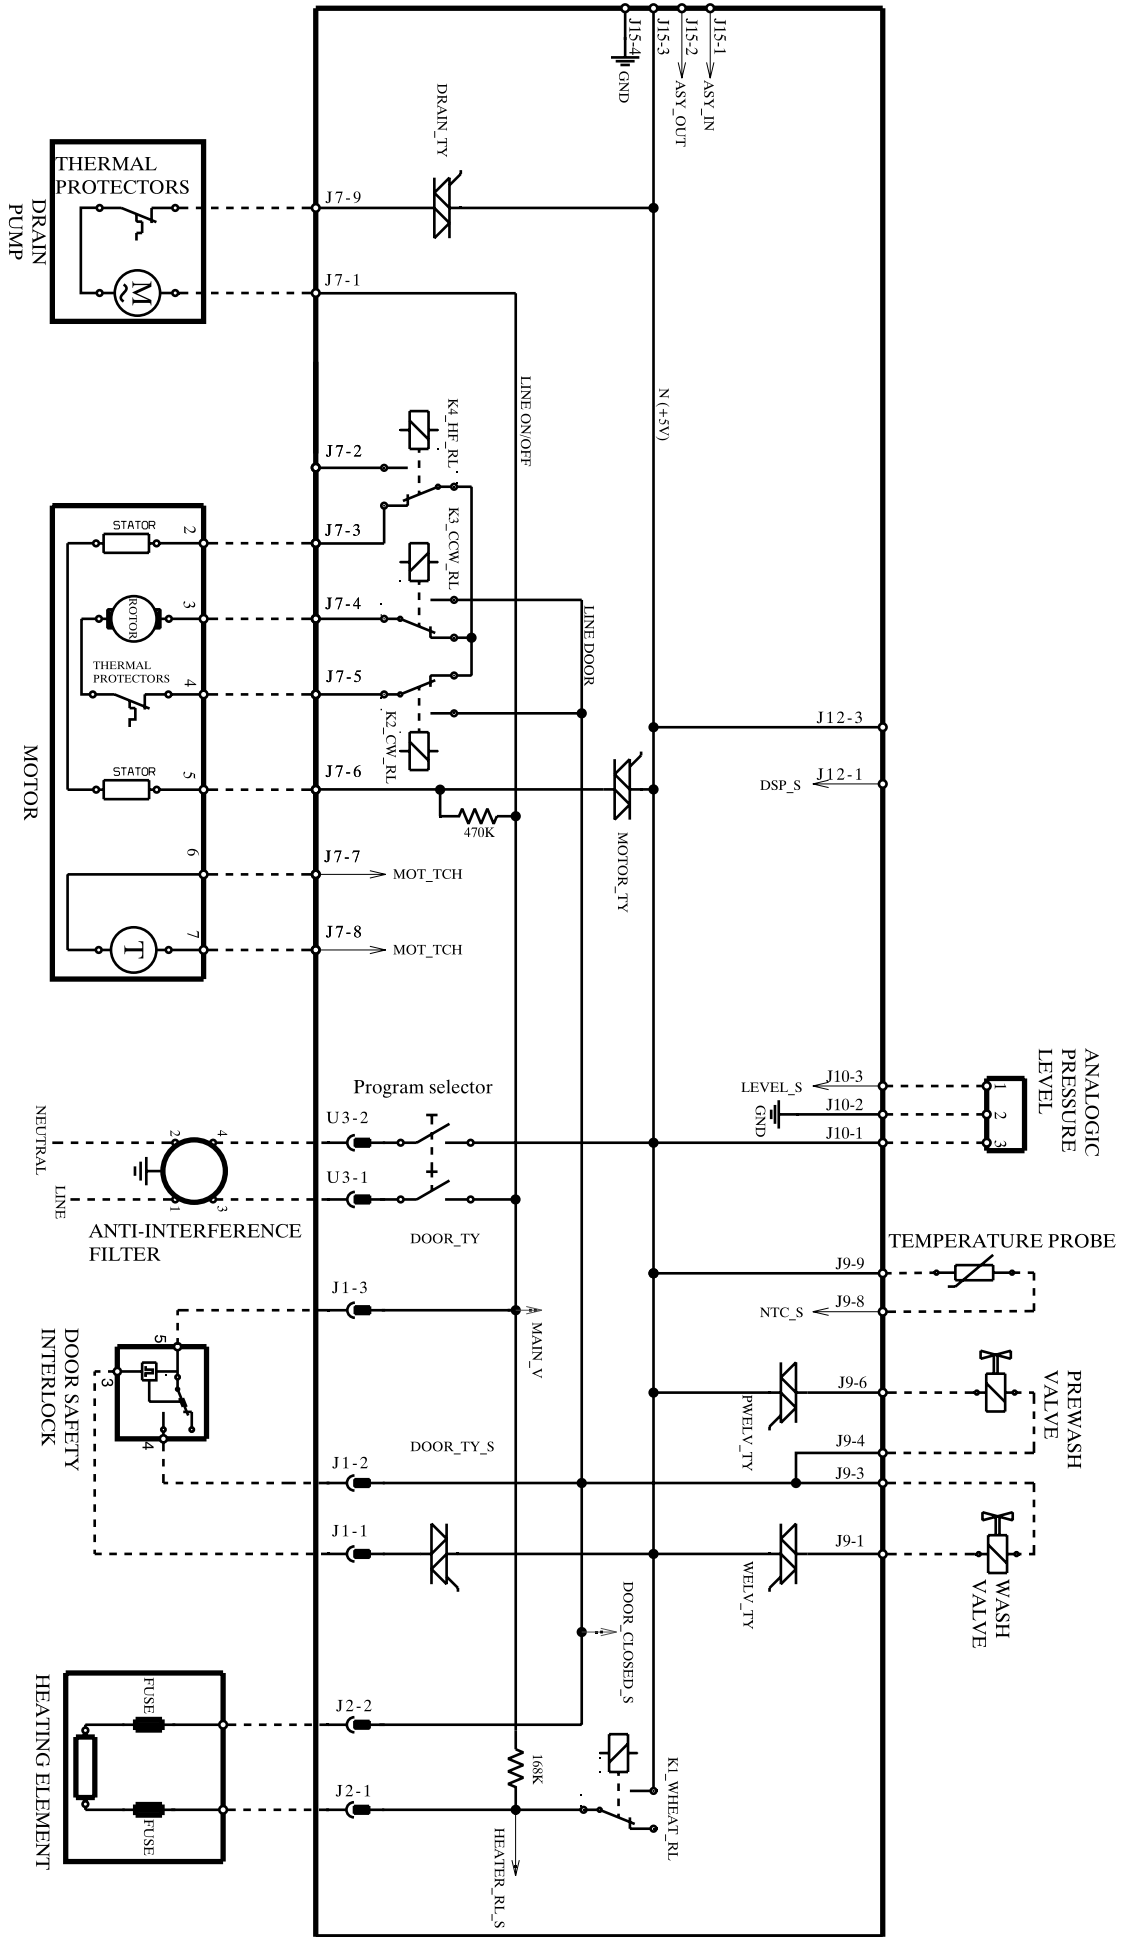 J15-4
J15-3
J15-2
J15-1
GND
ASY_OUT
ASY_IN
DRAIN_TY
THERMAL
PROTECTORS
J7-9
DRAIN
PUMP
M
~
J7-1
LINE ON/OFF
N (+5V)
K4_HF_RL
J7-2
K3_CCW_RL
STATOR
2
J7-3
3
J7-4
ROTOR
LINE DOOR
THERMAL
PROTECTORS
4
J7-5
J12-3
K2_CW_RL
MOTOR
STATOR
5
J7-6
J12-1
DSP_S
470K
MOTOR_TY
6
J7-7
MOT_TCH
7
T
J7-8
MOT_TCH
ANALOGIC
PRESSURE
LEVEL
Program selector
J10-3
1
LEVEL_S
J10-2
2
GND
NEUTRAL
2
4
U3-2
J10-1
3
LINE
1
3
U3-1
ANTI-INTERFERENCE
FILTER
DOOR_TY
TEMPERATURE PROBE
J9-9
J1-3
J9-8
NTC_S
MAIN_V
DOOR SAFETY
INTERLOCK
5
3
4
J9-6
PREWASH
VALVE
PWELV_TY
DOOR_TY_S
J9-4
J1-2
J9-3
J1-1
J9-1
WELV_TY
WASH
VALVE
DOOR_CLOSED_S
HEATING ELEMENT
FUSE
J2-2
168K
K1_WHEAT_RL
J2-1
FUSE
HEATER_RL_S